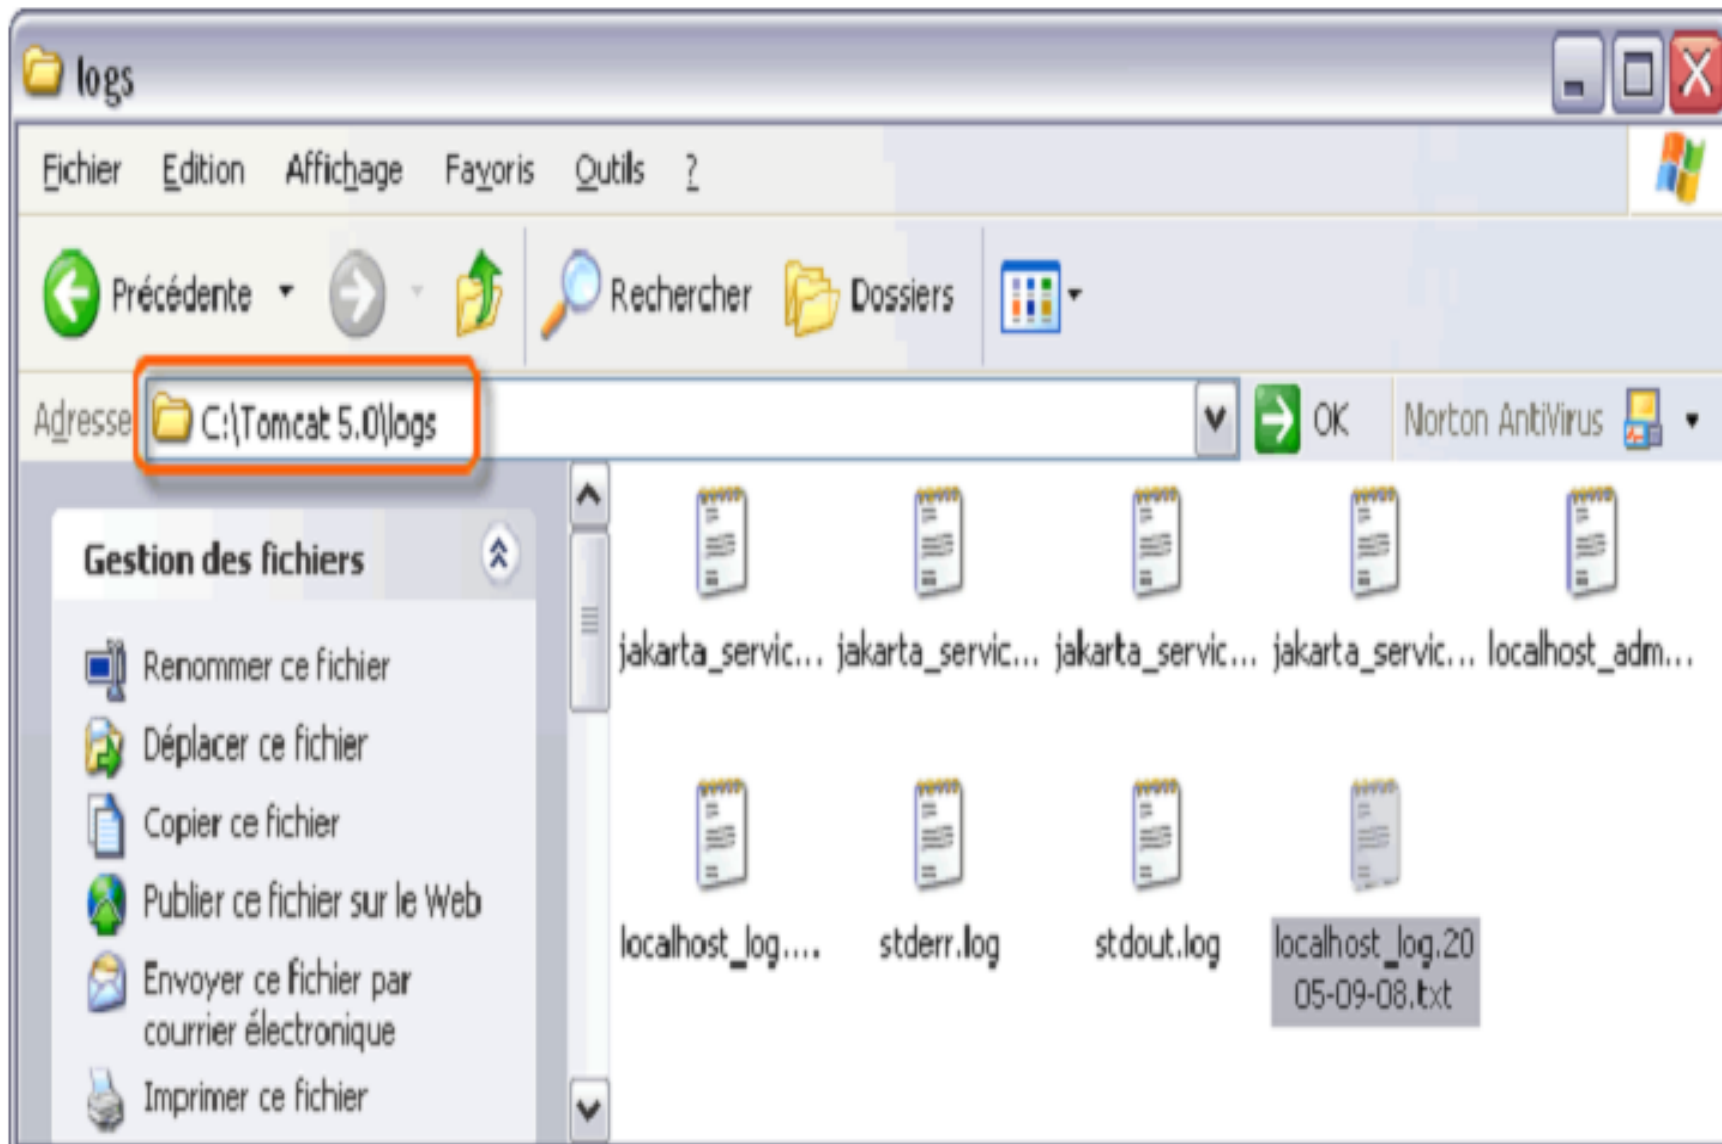 logs
Fichier Edition Affichage Favoris Outils ?
Précédente Rechercher Dossiers
Adresse C:\Tomcat 5.0\logs OK Norton AntiVirus
Gestion des fichiers
Renommer ce fichier
Déplacer ce fichier
Copier ce fichier
Publier ce fichier sur le Web
Envoyer ce fichier par
courrier électronique
Imprimer ce fichier
jakarta_servic... jakarta_servic... jakarta_servic... jakarta_servic... localhost_adm...
localhost_log.... stderr.log stdout.log localhost_log.20
05-09-08.txt